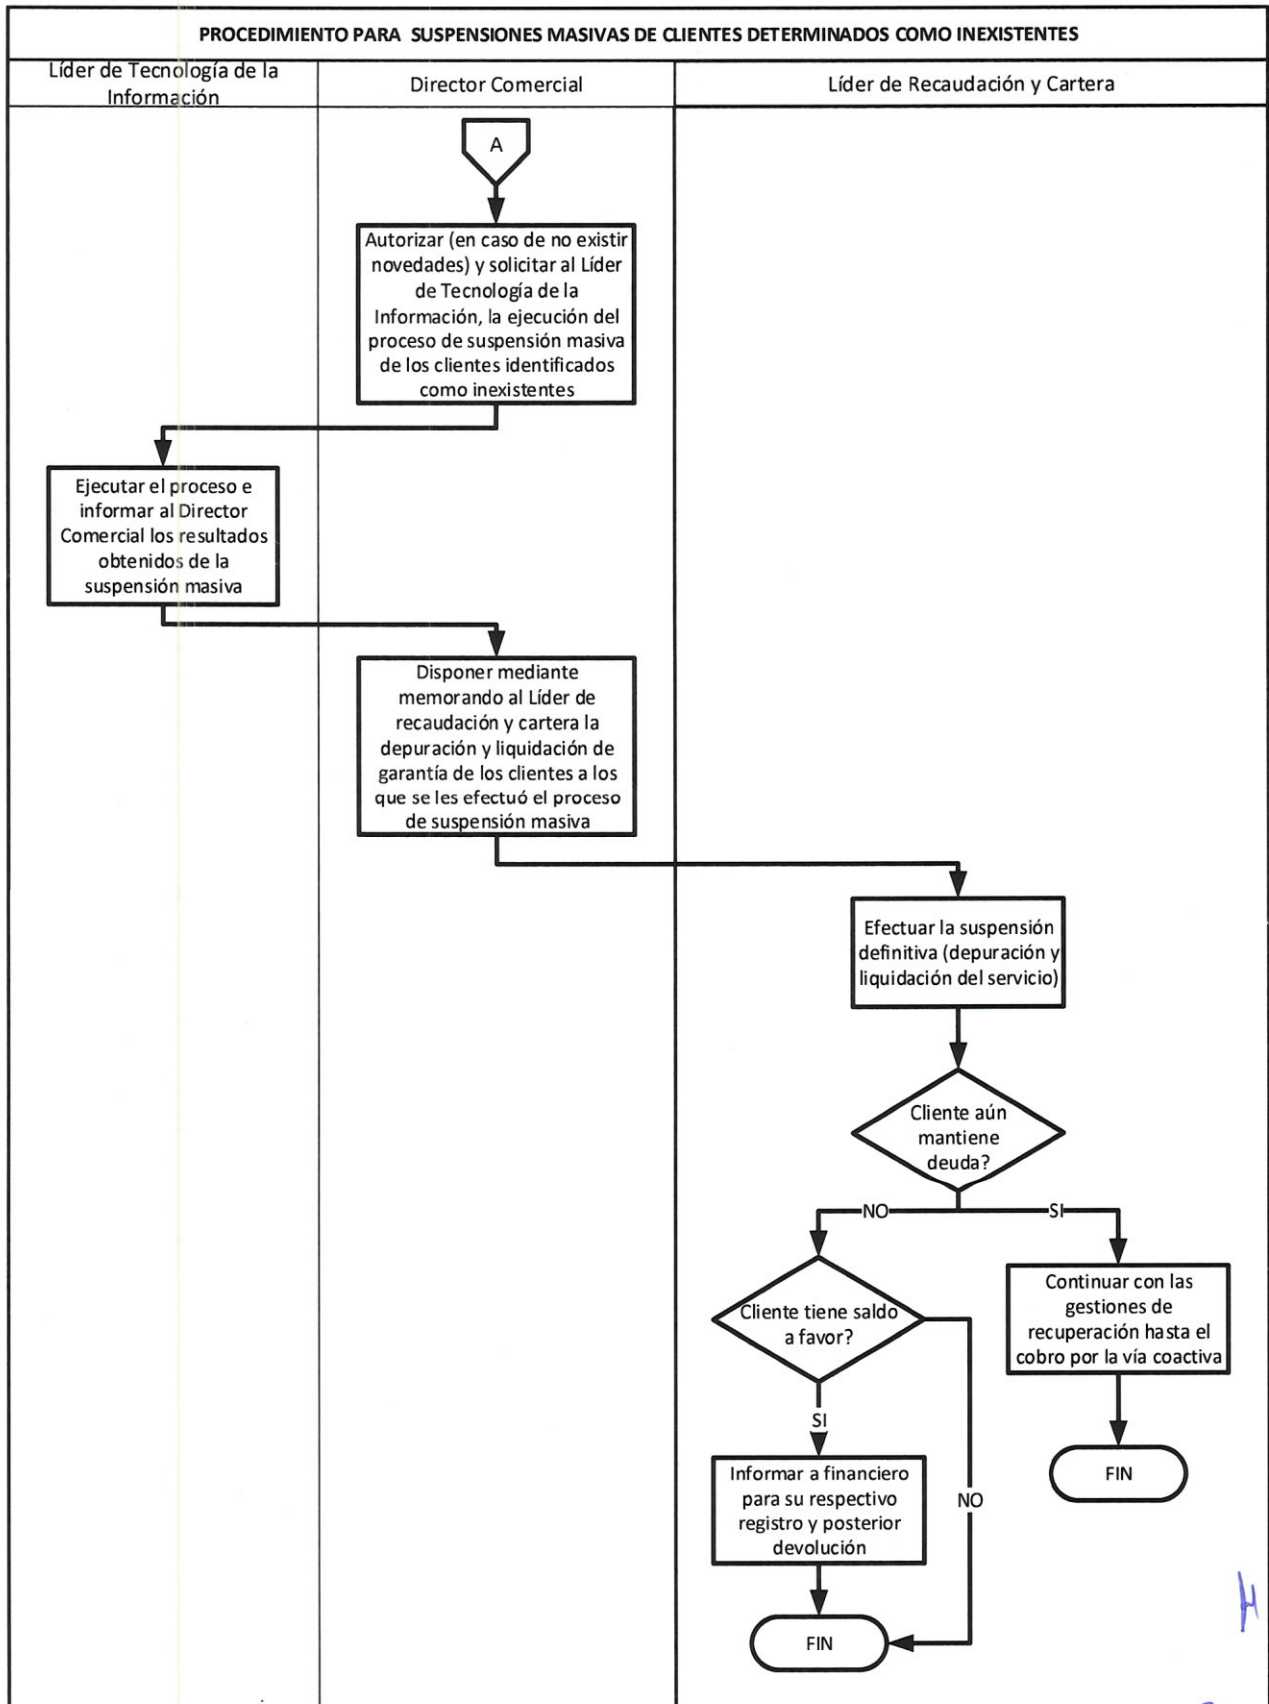 PROCEDIMIENTO PARA SUSPENSIONES MASIVAS DE CLIENTES DETERMINADOS COMO INEXISTENTES
Líder de Tecnología de la
Información
Director Comercial
Líder de Recaudación y Cartera
A
Autorizar (en caso de no existir
novedades) y solicitar al Líder
de Tecnología de la
Información, la ejecución del
proceso de suspensión masiva
de los clientes identificados
como inexistentes
Ejecutar el proceso e
informar al Director
Comercial los resultados
obtenidos de la
suspensión masiva
Disponer mediante
memorando al Líder de
recaudación y cartera la
depuración y liquidación de
garantía de los clientes a los
que se les efectuó el proceso
de suspensión masiva
Efectuar la suspensión
definitiva (depuración y
liquidación del servicio)
Cliente aún
mantiene
deuda?
NO
SI
Cliente tiene saldo
a favor?
Continuar con las
gestiones de
recuperación hasta el
cobro por la vía coactiva
SI
NO
Informar a financiero
para su respectivo
registro y posterior
devolución
FIN
FIN